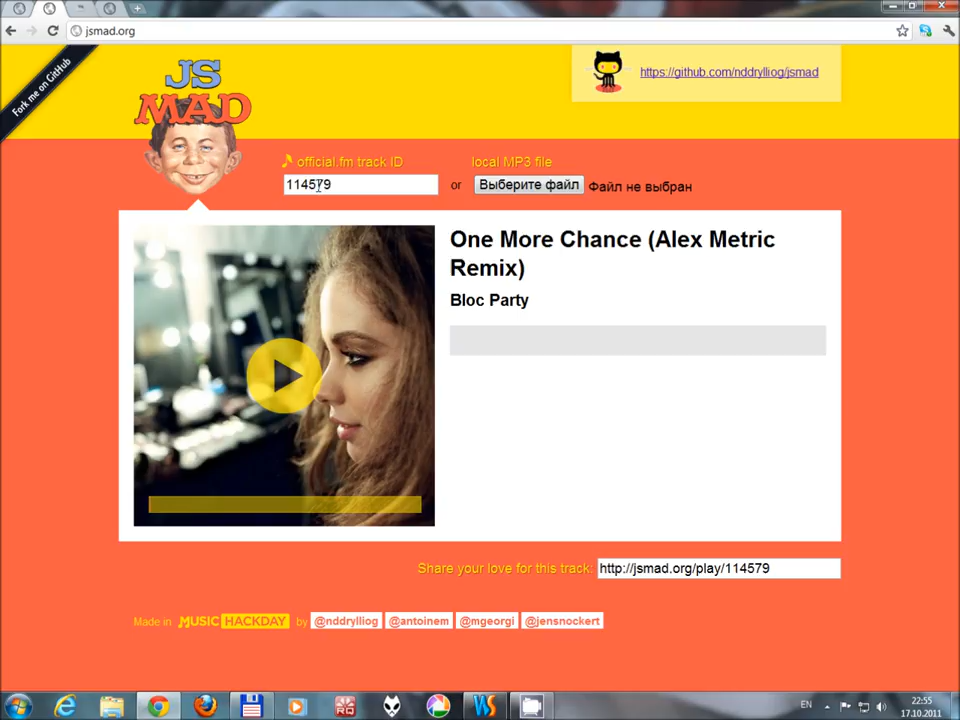 jsmad.org
Fork me on GitHub
JS
MAD
https://github.com/nddrylliog/jsmad
official.fm track ID
local MP3 file
114579
or
Выберите файл
Файл не выбран
One More Chance (Alex Metric
Remix)
Bloc Party
Share your love for this track: http://jsmad.org/play/114579
Made in MUSIC HACKDAY by @nddrylliog @antoinem @mgeorgi @jensnockert
EN
22:55
17.10.2011